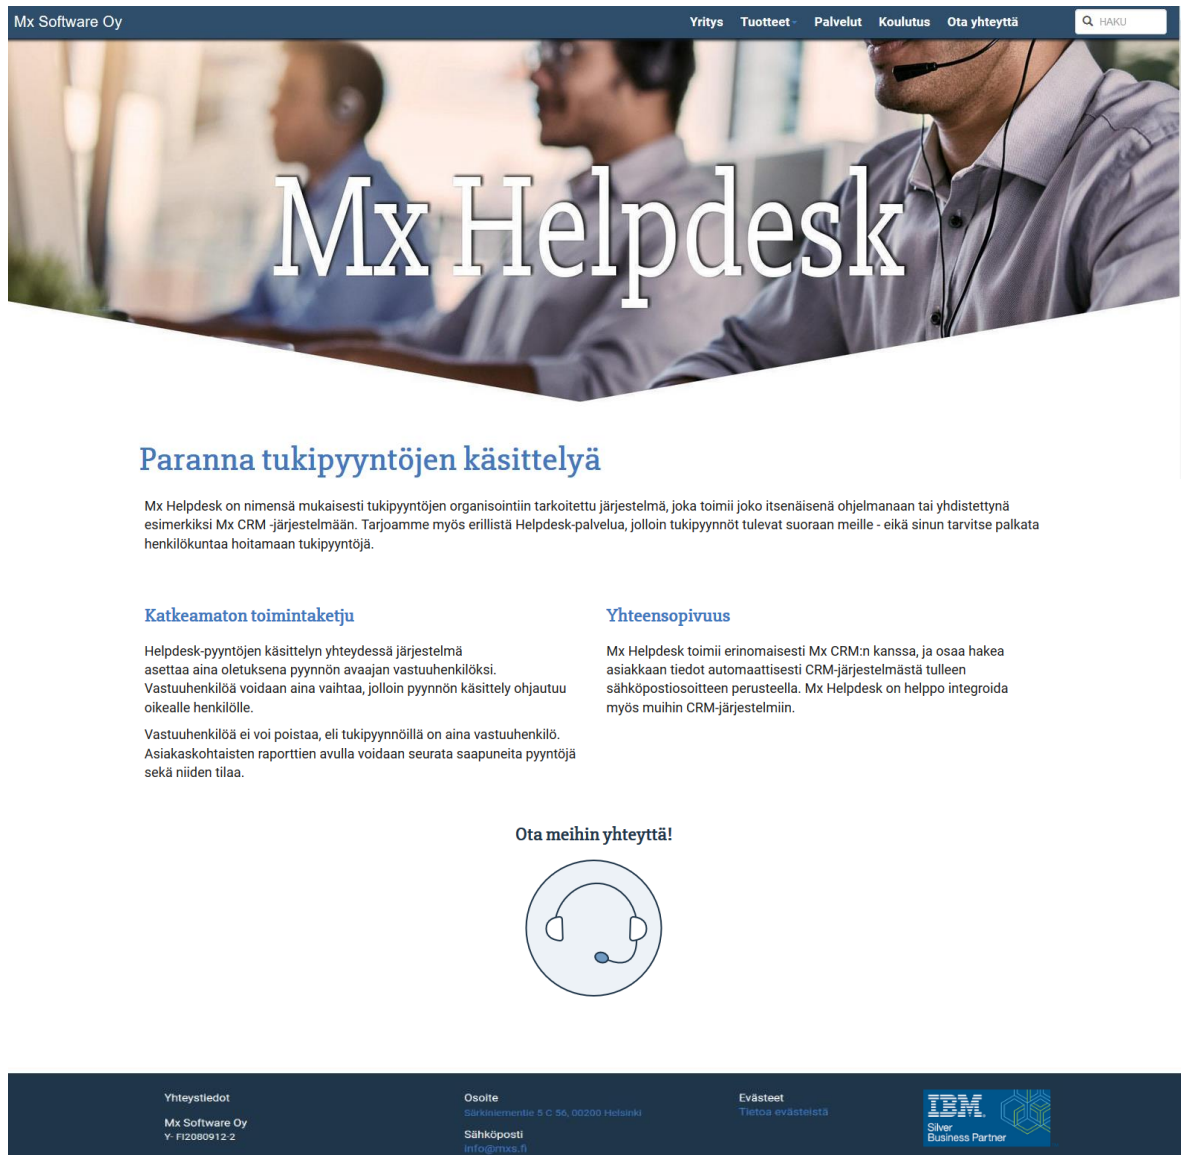 Mx Software Oy
Yritys Tuotteet Palvelut Koulutus Ota yhteyttä
HAKU
Mx Helpdesk
Paranna tukipyyntöjen käsittelyä
Mx Helpdesk on nimensä mukaisesti tukipyyntöjen organisointiin tarkoitettu järjestelmä, joka toimii joko itsenäisenä ohjelmanaan tai yhdistettynä
esimerkiksi Mx CRM -järjestelmään. Tarjoamme myös erillistä Helpdesk-palvelua, jolloin tukipyynnöt tulevat suoraan meille - eikä sinun tarvitse palkata
henkilökuntaa hoitamaan tukipyyntöjä.
Katkeamaton toimintaketju
Helpdesk-pyyntöjen käsittelyn yhteydessä järjestelmä
asettaa aina oletuksena pyynnön avaajan vastuuhenkilöksi.
Vastuuhenkilöä voidaan aina vaihtaa, jolloin pyynnön käsittely ohjautuu
oikealle henkilölle.
Vastuuhenkilöä ei voi poistaa, eli tukipyynnöillä on aina vastuuhenkilö.
Asiakaskohtaisten raporttien avulla voidaan seurata saapuneita pyyntöjä
sekä niiden tilaa.
Yhteensopivuus
Mx Helpdesk toimii erinomaisesti Mx CRM:n kanssa, ja osaa hakea
asiakkaan tiedot automaattisesti CRM-järjestelmästä tulleen
sähköpostiosoitteen perusteella. Mx Helpdesk on helppo integroida
myös muihin CRM-järjestelmiin.
Ota meihin yhteyttä!
Yhteystiedot
Mx Software Oy
Y- FI2080912-2
Osoite
Särkiniementie 5 C 56, 00200 Helsinki
Sähköposti
info@mxs.fi
Evästeet
Tietoa evästeistä
IBM.
Silver
Business Partner